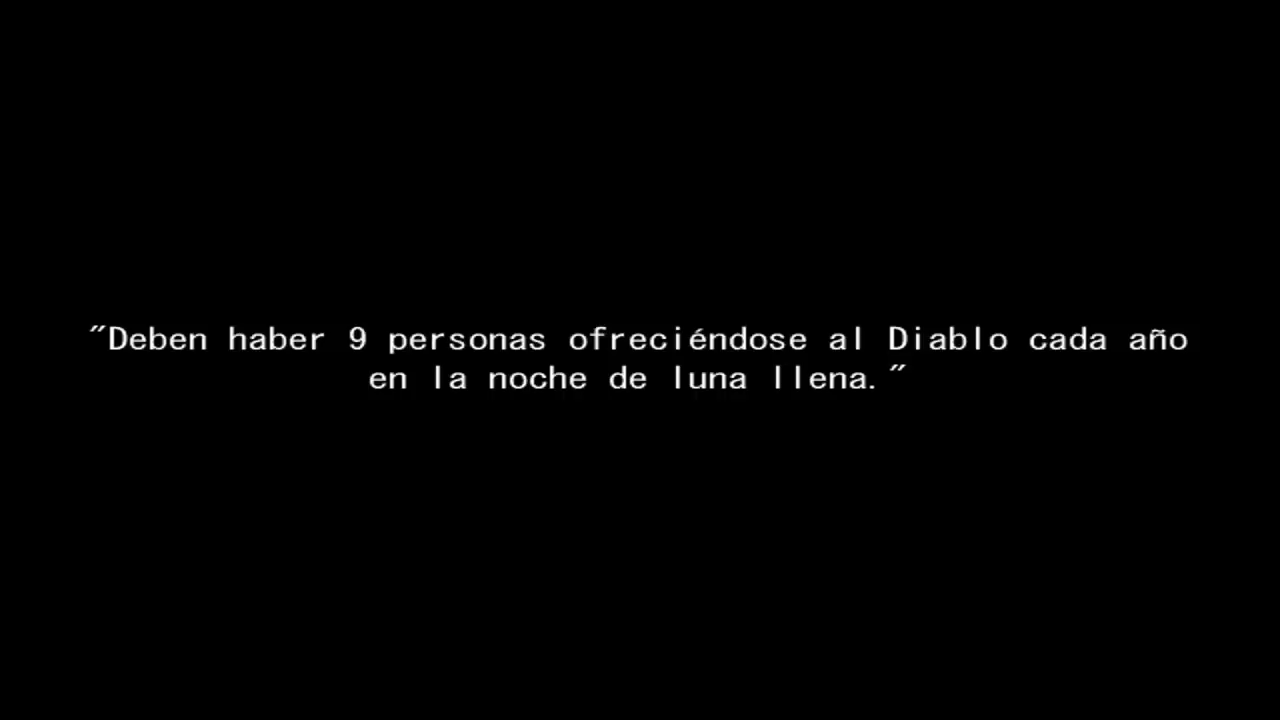 "Deben haber 9 personas ofreciéndose al Diablo cada año
en la noche de luna llena."